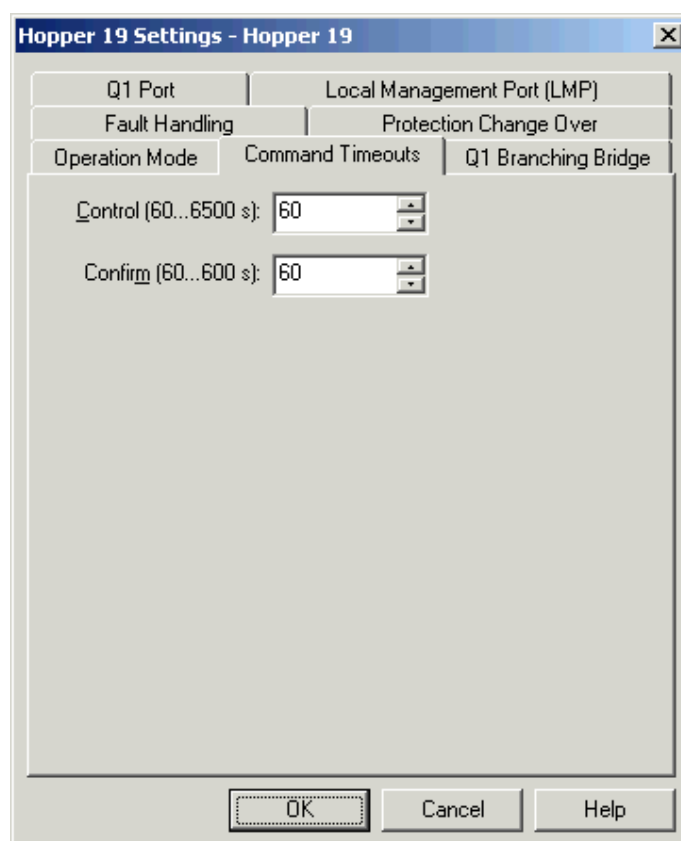 Hopper 19 Settings - Hopper 19
Q1 Port Local Management Port (LMP)
Fault Handling Protection Change Over
Operation Mode Command Timeouts Q1 Branching Bridge
Control (60...6500 s): 60
Confirm (60...600 s): 60
OK Cancel Help